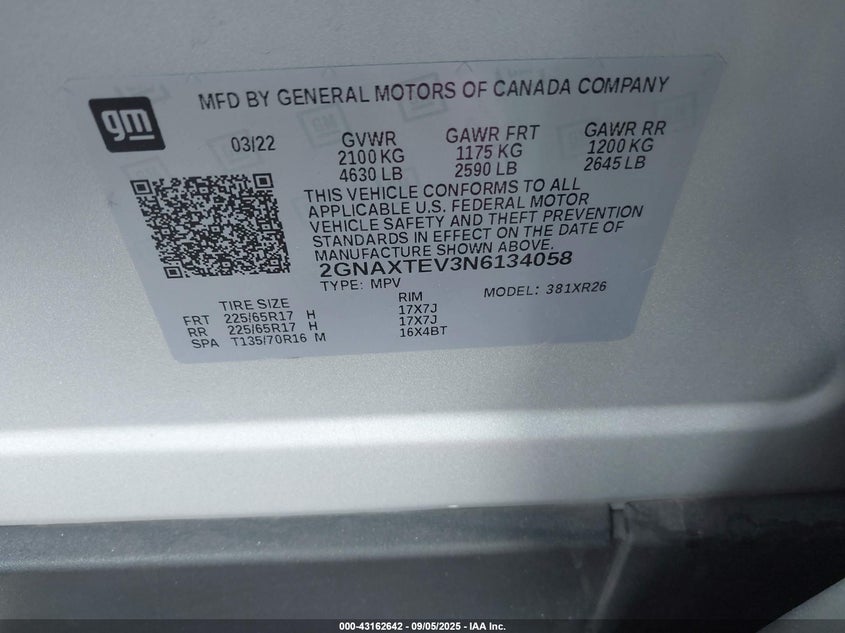 gm
MFD BY GENERAL MOTORS OF CANADA COMPANY
03/22 GVWR GAWR FRT GAWR RR
2100 KG 1175 KG 1200 KG
4630 LB 2590 LB 2645 LB
THIS VEHICLE CONFORMS TO ALL
APPLICABLE U.S. FEDERAL MOTOR
VEHICLE SAFETY AND THEFT PREVENTION
STANDARDS IN EFFECT ON THE DATE OF
MANUFACTURE SHOWN ABOVE.
2GNAXTEV3N6134058
TYPE: MPV MODEL: 381XR26
TIRE SIZE RIM
FRT 225/65R17 H 17X7J
RR 225/65R17 H 17X7J
SPA T135/70R16 M 16X4BT
000-43162642 - 09/05/2025 - IAA Inc.